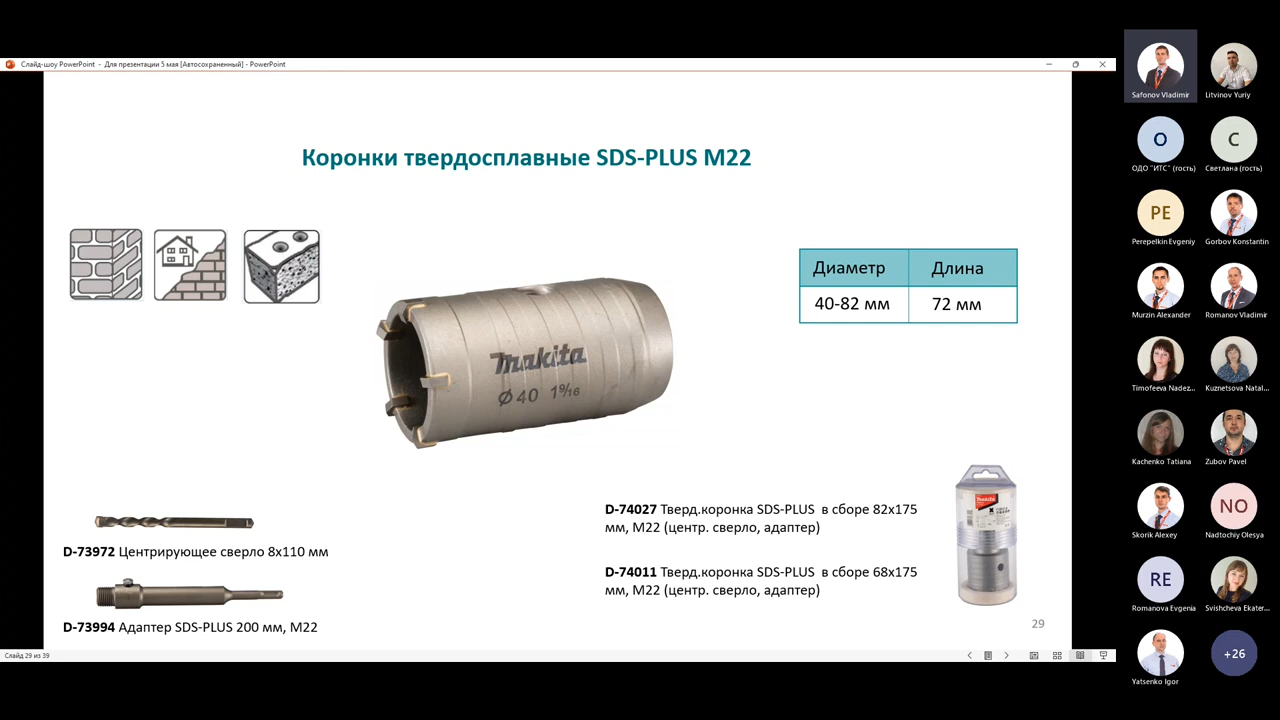 Слайд-шоу PowerPoint - Для презентации 5 мая [Автосохраненный] - PowerPoint
Коронки твердосплавные SDS-PLUS M22
Диаметр Длина
40-82 мм 72 мм
makita
Ø 40 1 9/16
D-73972 Центрирующее сверло 8x110 мм
D-73994 Адаптер SDS-PLUS 200 мм, M22
D-74027 Тверд.коронка SDS-PLUS в сборе 82x175
мм, M22 (центр. сверло, адаптер)
D-74011 Тверд.коронка SDS-PLUS в сборе 68x175
мм, M22 (центр. сверло, адаптер)
makita
29
Слайд 29 из 39
Safonov Vladimir
Litvinov Yuriy
O
C
ОДО "ИТС" (гость)
Светлана (гость)
PE
Perepelkin Evgeniy
Gorbov Konstantin
Murzin Alexander
Romanov Vladimir
Timofeeva Nadez...
Kuznetsova Natal...
Kachenko Tatiana
Zubov Pavel
NO
Skorik Alexey
Nadtochiy Olesya
RE
Romanova Evgenia
Svishcheva Ekater...
+26
Yatsenko Igor